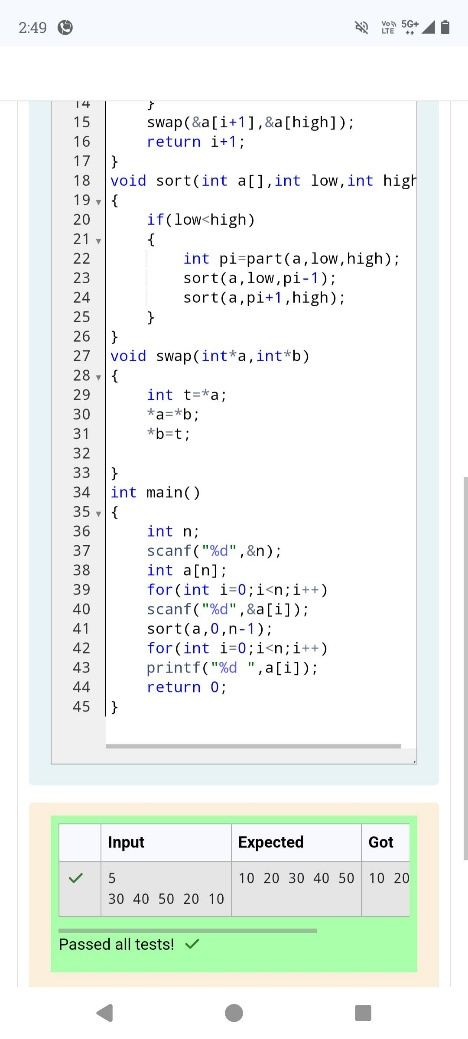 2:49
VoD LTE 5G+
14 }
15 swap(&a[i+1],&a[high]);
16 return i+1;
17 }
18 void sort(int a[],int low,int high
19 {
20 if(low<high)
21 {
22 int pi=part(a,low,high);
23 sort(a,low,pi-1);
24 sort(a,pi+1,high);
25 }
26 }
27 void swap(int*a,int*b)
28 {
29 int t=*a;
30 *a=*b;
31 *b=t;
32
33 }
34 int main()
35 {
36 int n;
37 scanf("%d",&n);
38 int a[n];
39 for(int i=0;i<n;i++)
40 scanf("%d",&a[i]);
41 sort(a,0,n-1);
42 for(int i=0;i<n;i++)
43 printf("%d ",a[i]);
44 return 0;
45 }
Input Expected Got
5 10 20 30 40 50 10 20
30 40 50 20 10
Passed all tests!